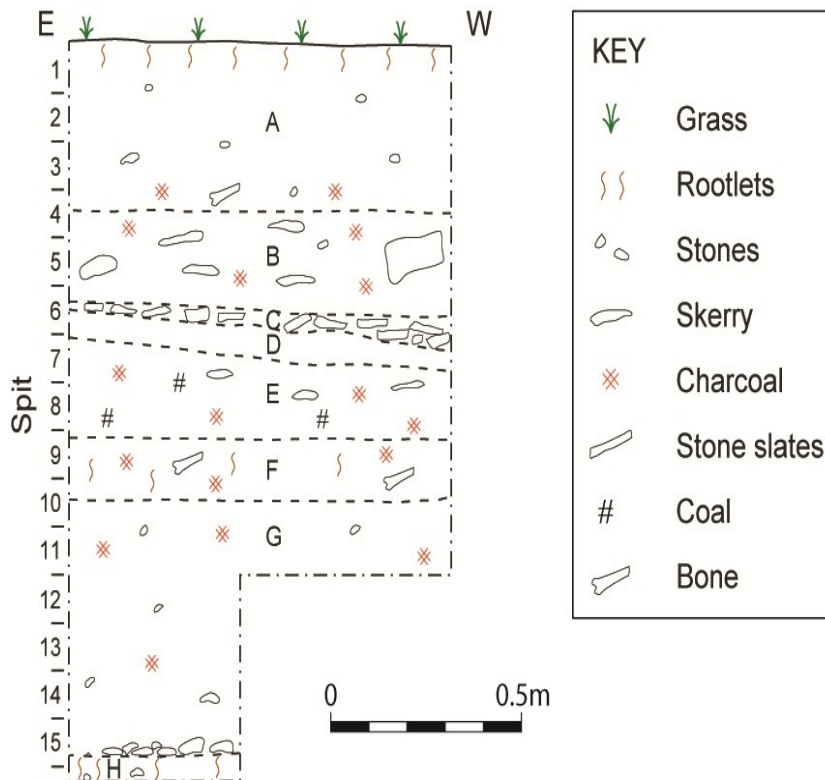 E
W
1
2
3
4
5
6
7
8
9
10
11
12
13
14
15
Spit
A
B
C
D
E
F
G
H
0
0.5m
KEY
Grass
Rootlets
Stones
Skerry
Charcoal
Stone slates
# Coal
Bone